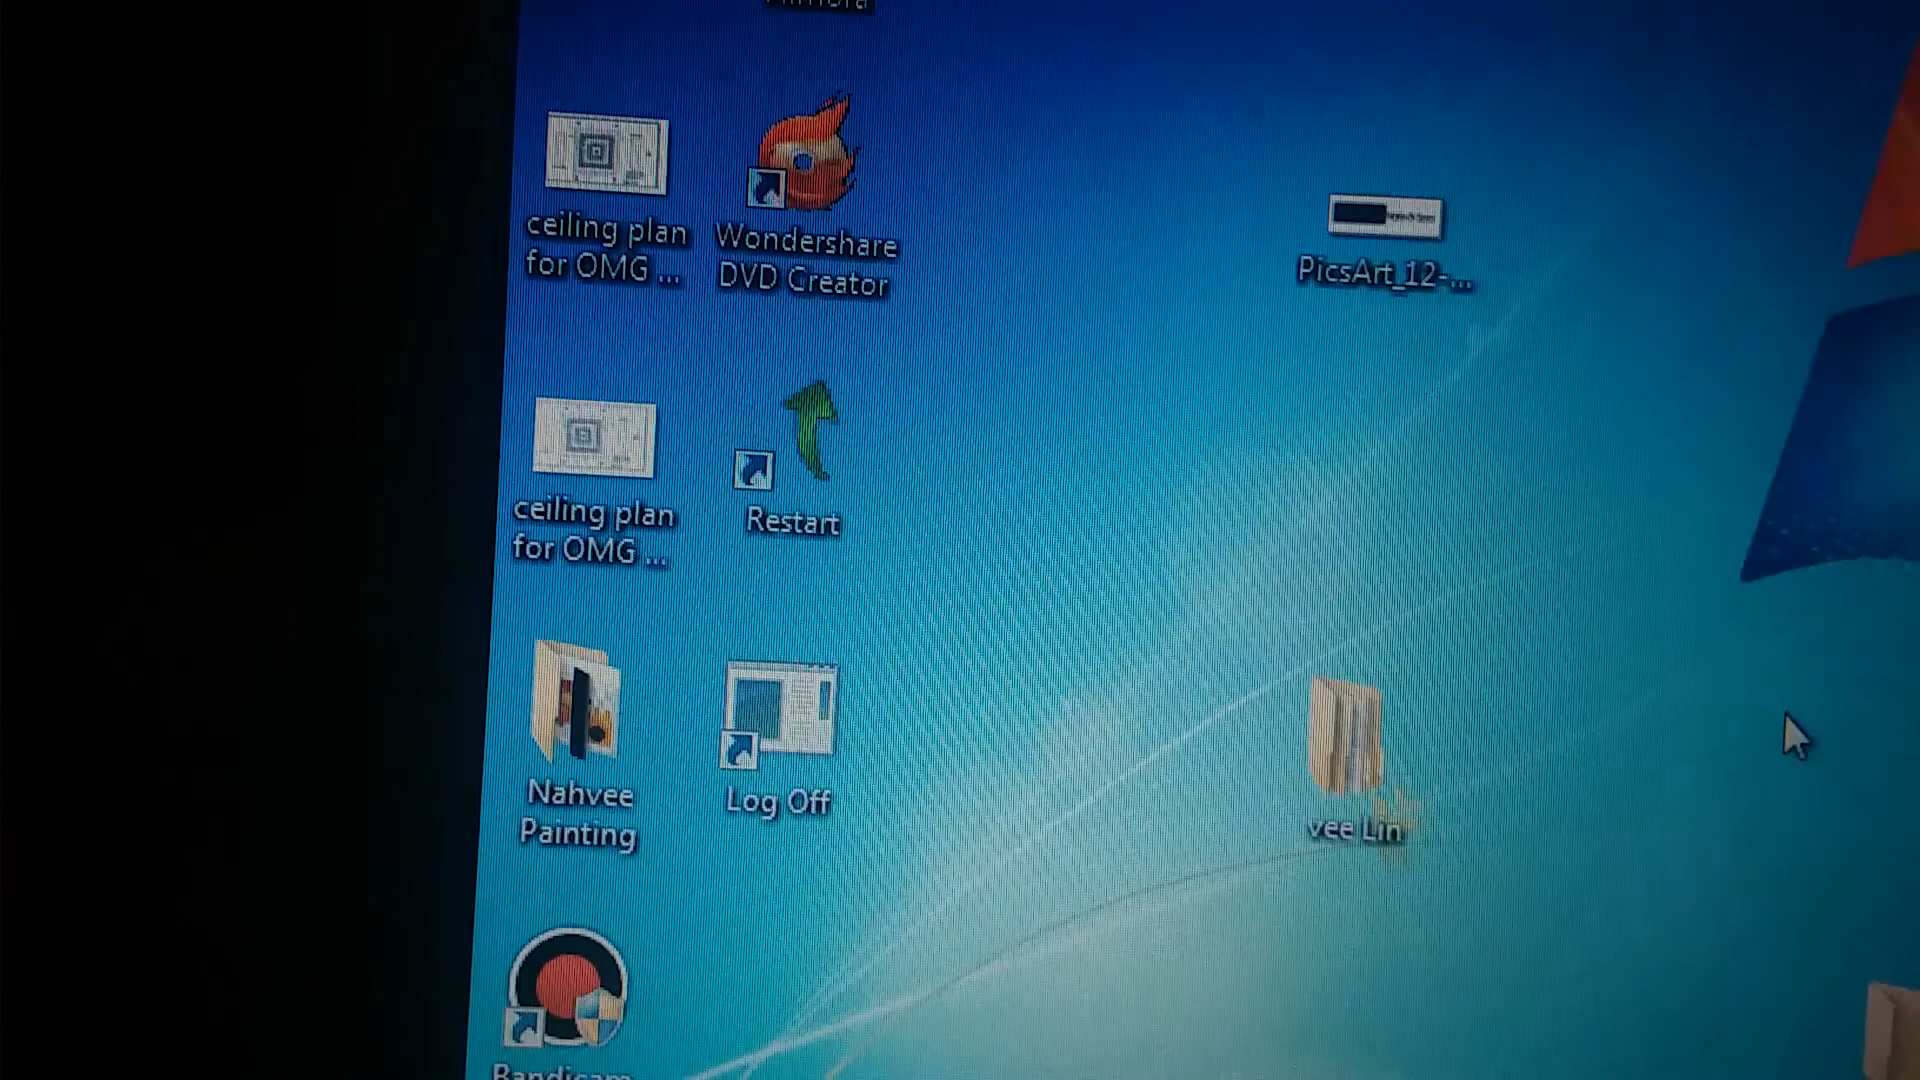 Filmora
ceiling plan
for OMG ...
Wondershare
DVD Creator
PicsArt_12-...
ceiling plan
for OMG ...
Restart
Nahvee
Painting
Log Off
vee Lin
Bandicam